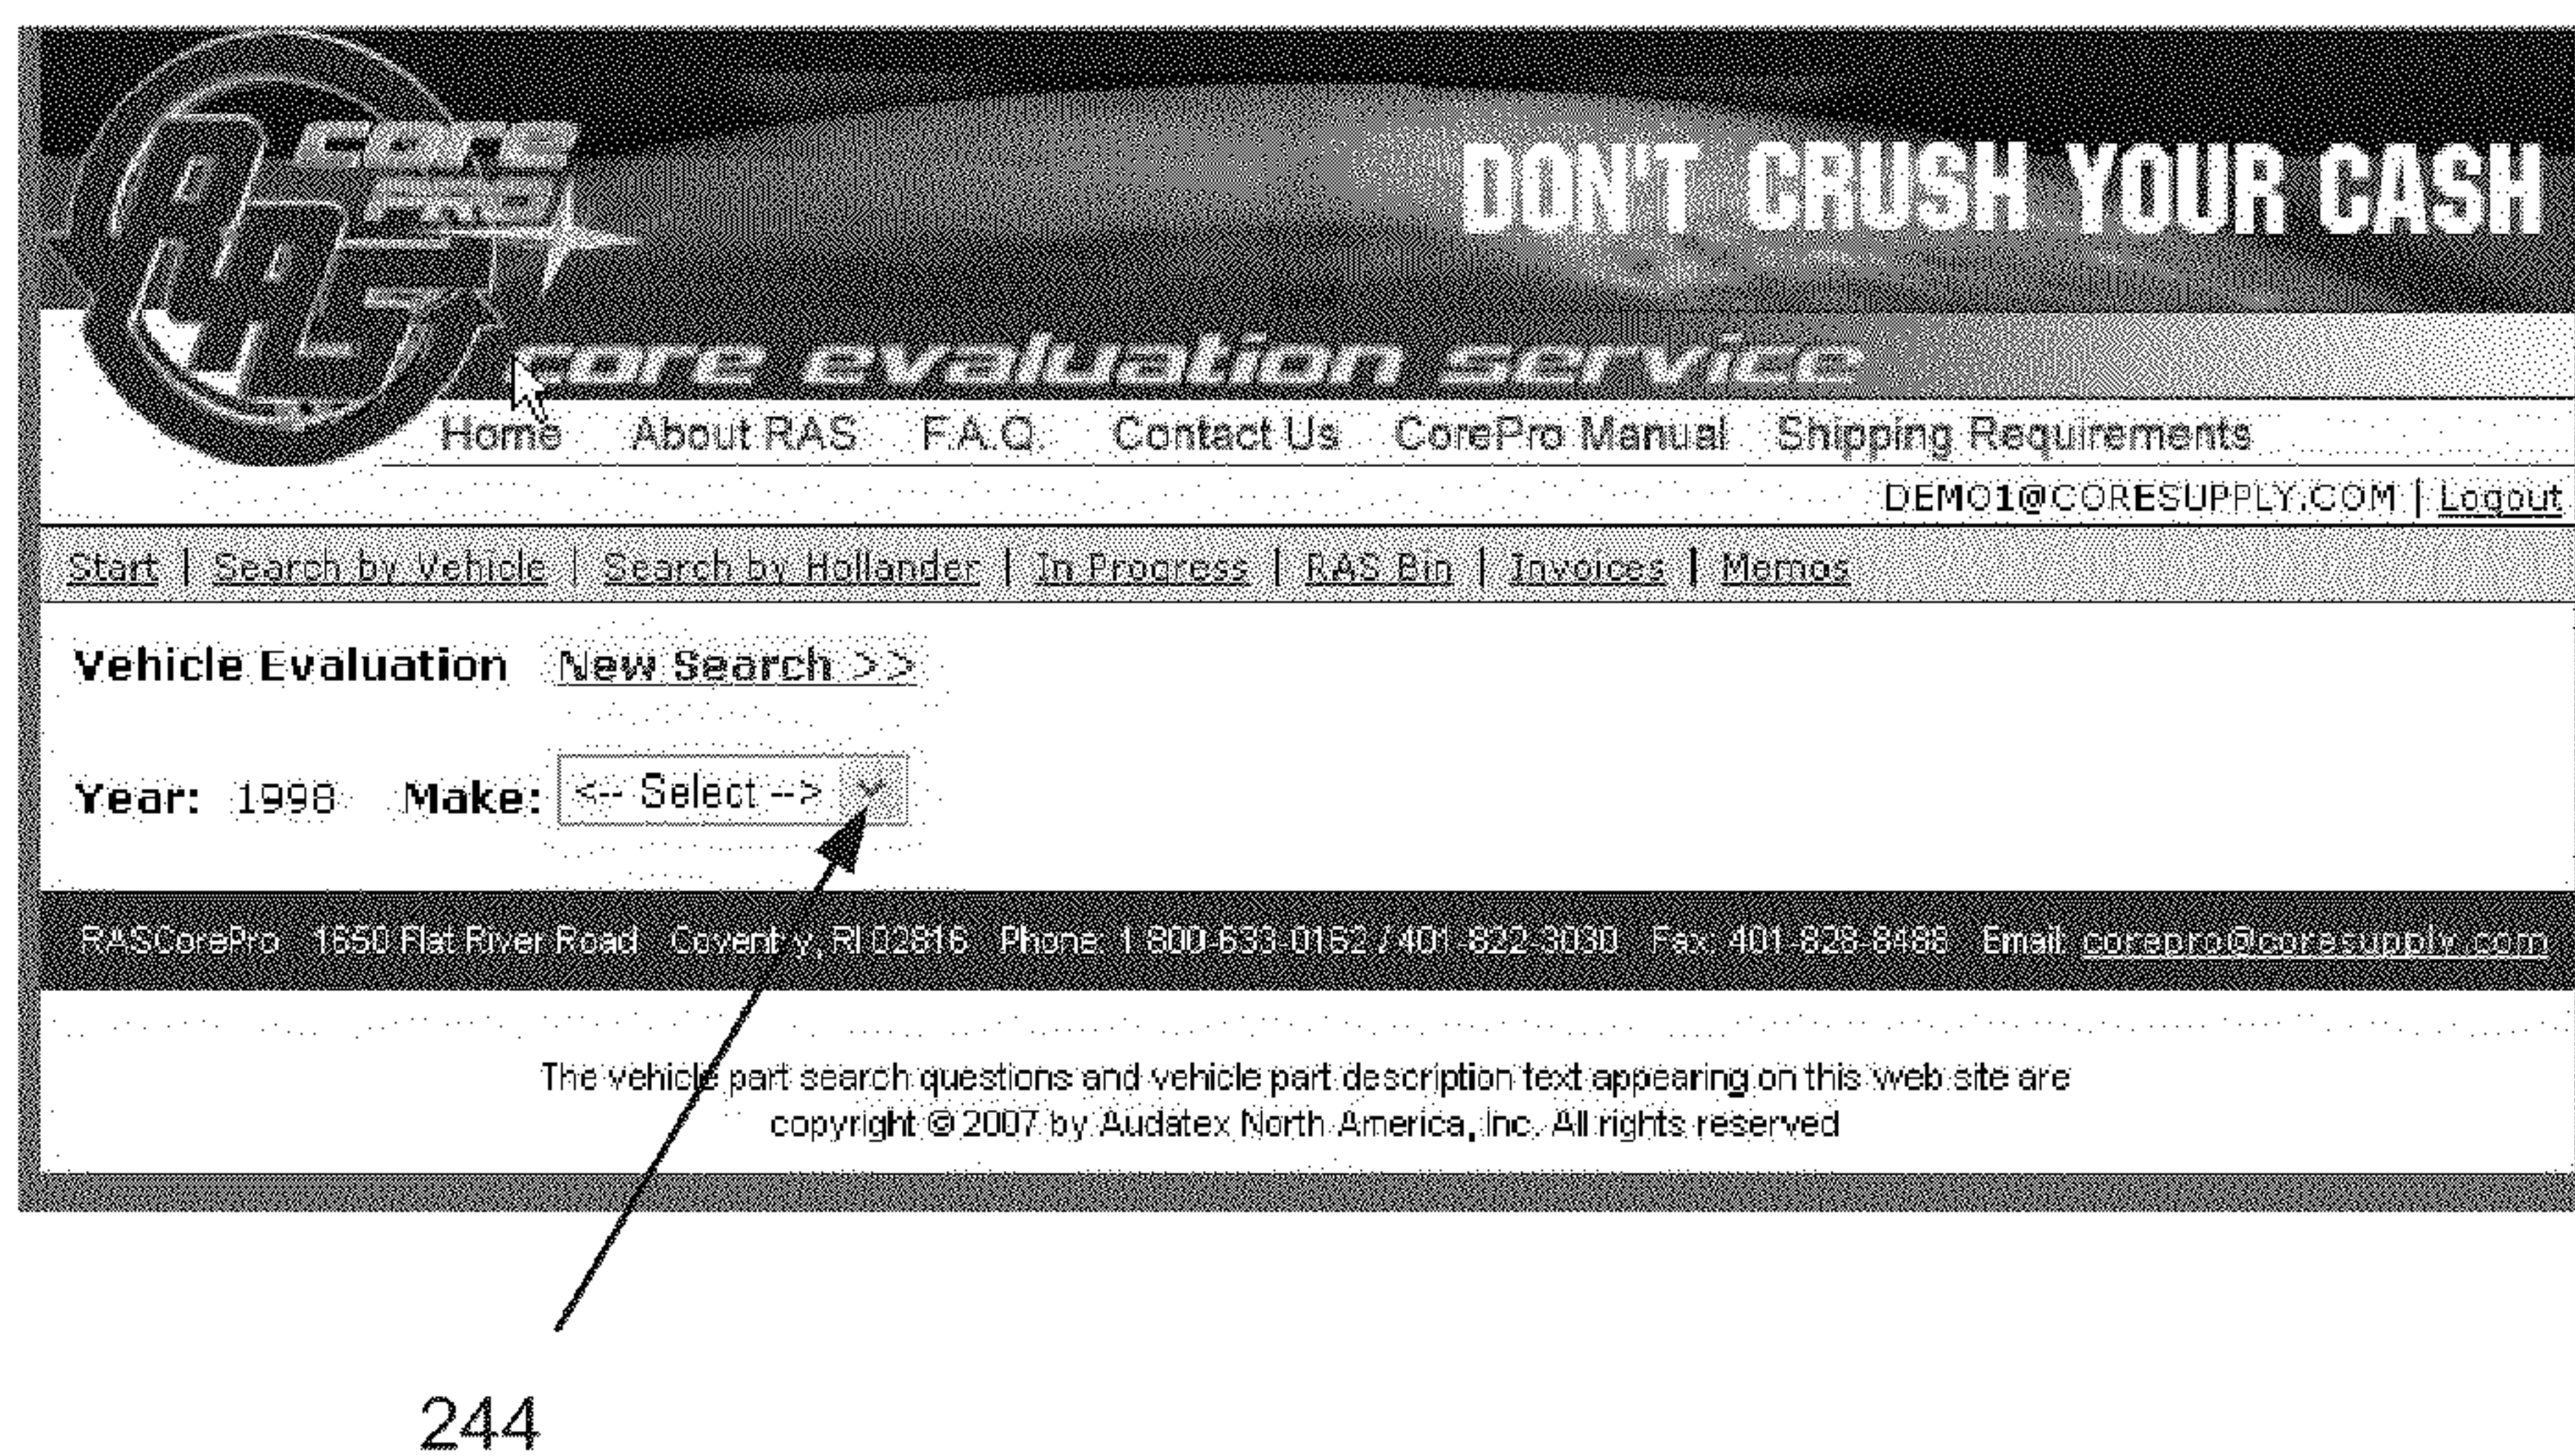 core
PRO
RAS
DON'T CRUSH YOUR CASH
core evaluation service
Home About RAS F.A.Q. Contact Us CorePro Manual Shipping Requirements
DEMO1@CORESUPPLY.COM | Logout
Start | Search by Vehicle | Search by Hollander | In Progress | RAS Bin | Invoices | Memos
Vehicle Evaluation New Search >>
Year: 1998 Make: <-- Select -->
RASCorePro 1650 Flat River Road Coventry, RI 02816 Phone: 1 800-633-0162 / 401-822-3030 Fax: 401-828-8488 Email: corepro@coresupply.com
The vehicle part search questions and vehicle part description text appearing on this web site are
copyright © 2007 by Audatex North America, Inc. All rights reserved
244